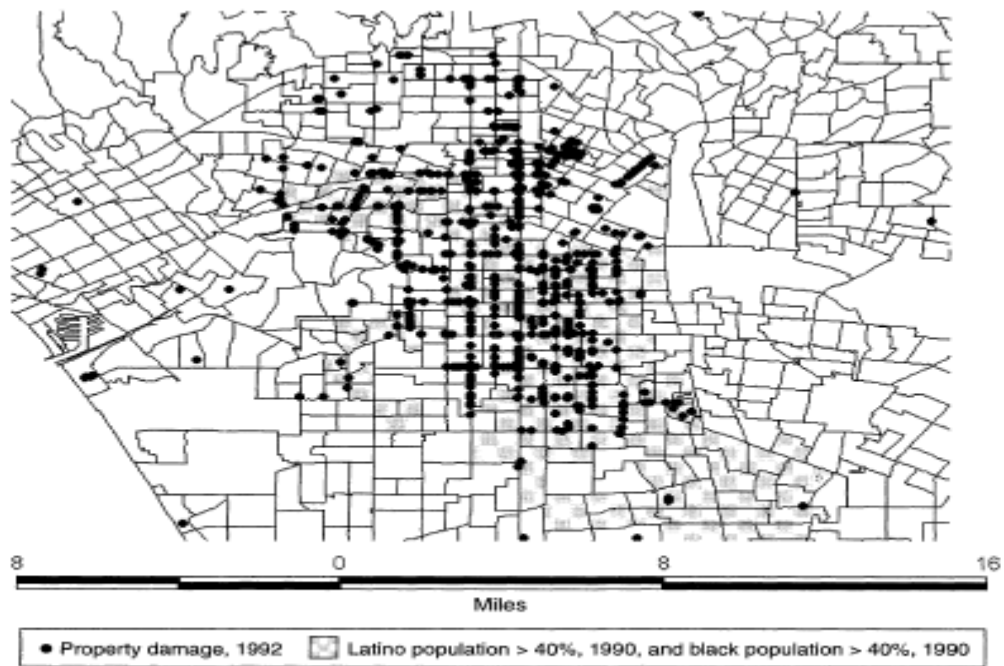 8 0 8 16
Miles
Property damage, 1992 Latino population > 40%, 1990, and black population > 40%, 1990